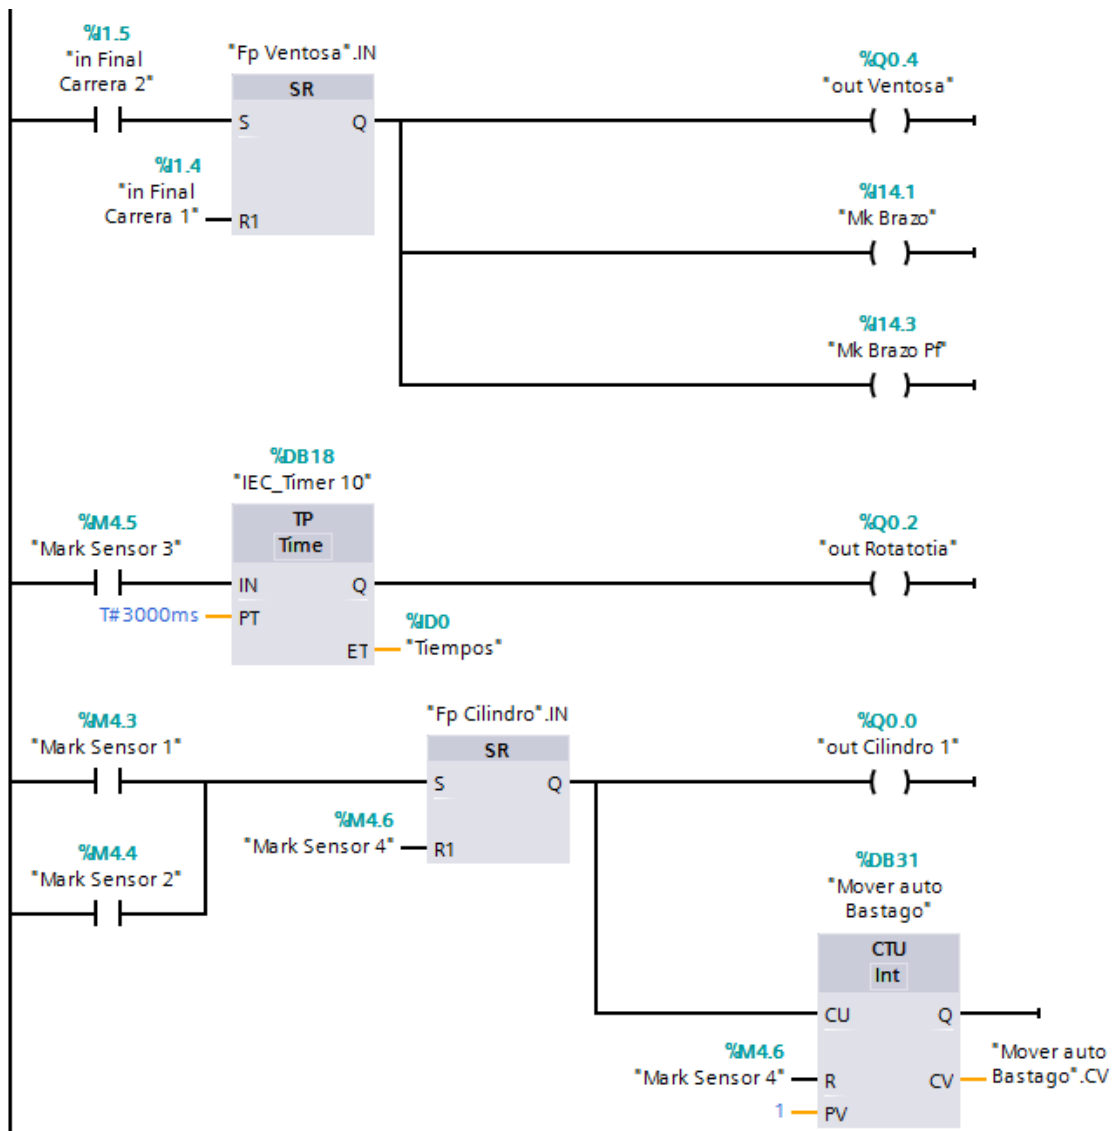 %I1.5
"in Final
Carrera 2"
"Fp Ventosa".IN
SR
S
Q
%I1.4
"in Final
Carrera 1"
R1
%Q0.4
"out Ventosa"
%I14.1
"Mk Brazo"
%I14.3
"Mk Brazo Pf"
%DB18
"IEC_Timer 10"
TP
Time
%M4.5
"Mark Sensor 3"
IN
Q
T#3000ms
PT
%ID0
ET
"Tiempos"
%Q0.2
"out Rotatotia"
%M4.3
"Mark Sensor 1"
"Fp Cilindro".IN
SR
S
Q
%M4.6
"Mark Sensor 4"
R1
%M4.4
"Mark Sensor 2"
%Q0.0
"out Cilindro 1"
%DB31
"Mover auto
Bastago"
CTU
Int
CU
Q
%M4.6
"Mark Sensor 4"
R
CV
"Mover auto
Bastago".CV
1
PV